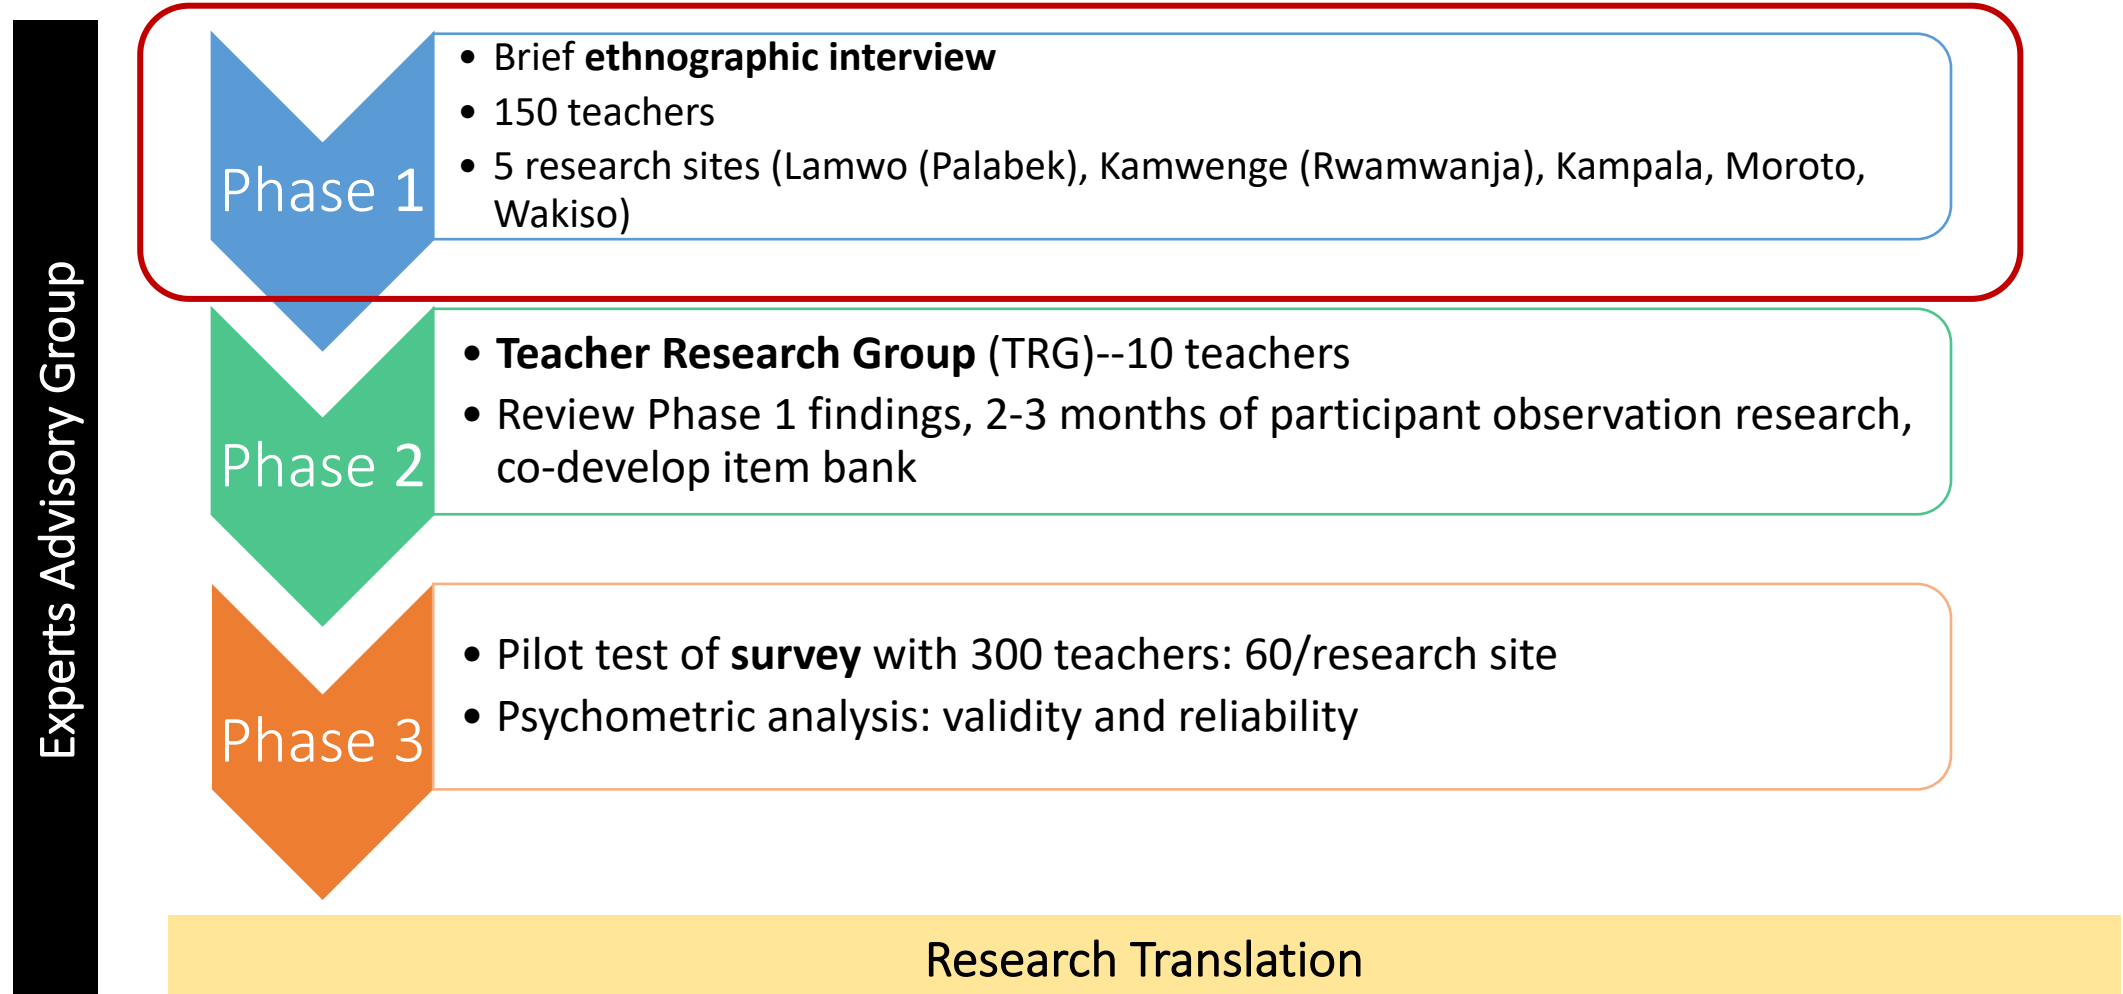 Experts Advisory Group
Phase 1
• Brief ethnographic interview
• 150 teachers
• 5 research sites (Lamwo (Palabek), Kamwenge (Rwamwanja), Kampala, Moroto,
Wakiso)
Phase 2
• Teacher Research Group (TRG)--10 teachers
• Review Phase 1 findings, 2-3 months of participant observation research,
co-develop item bank
Phase 3
• Pilot test of survey with 300 teachers: 60/research site
• Psychometric analysis: validity and reliability
Research Translation